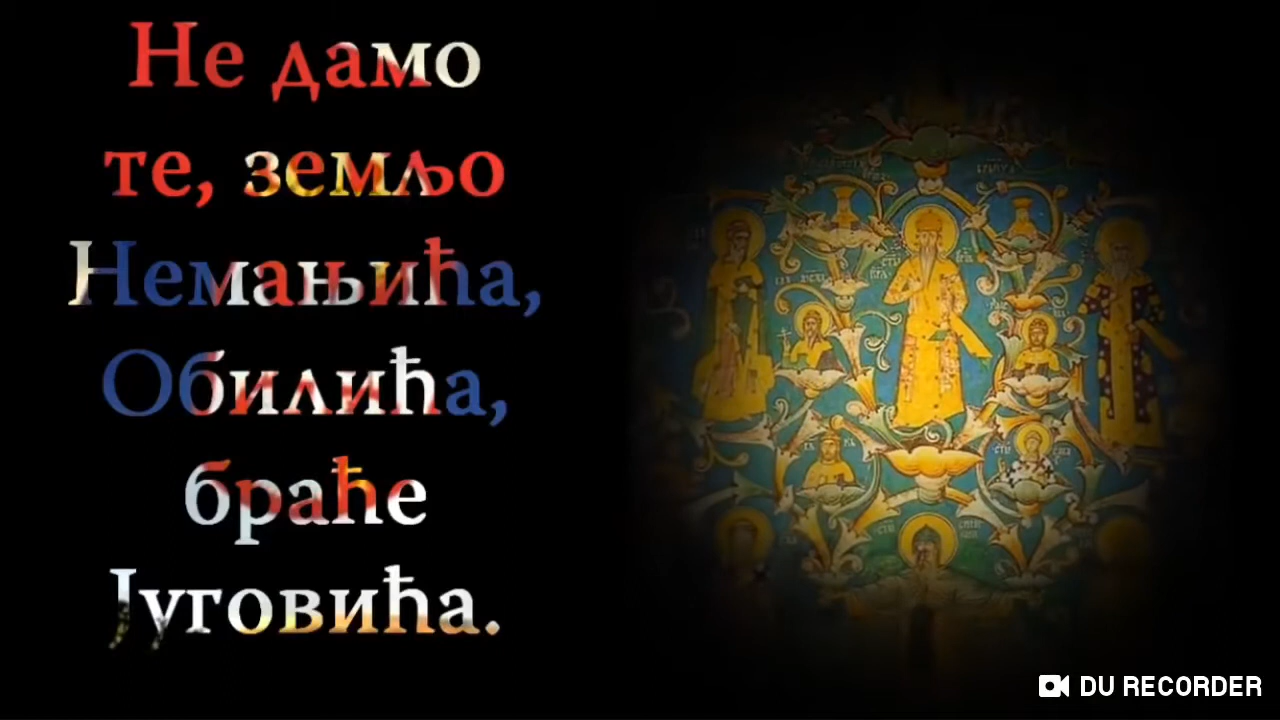 Не дамо
те, земљо
Немањића,
Обилића,
браће
Југовића.
DU RECORDER